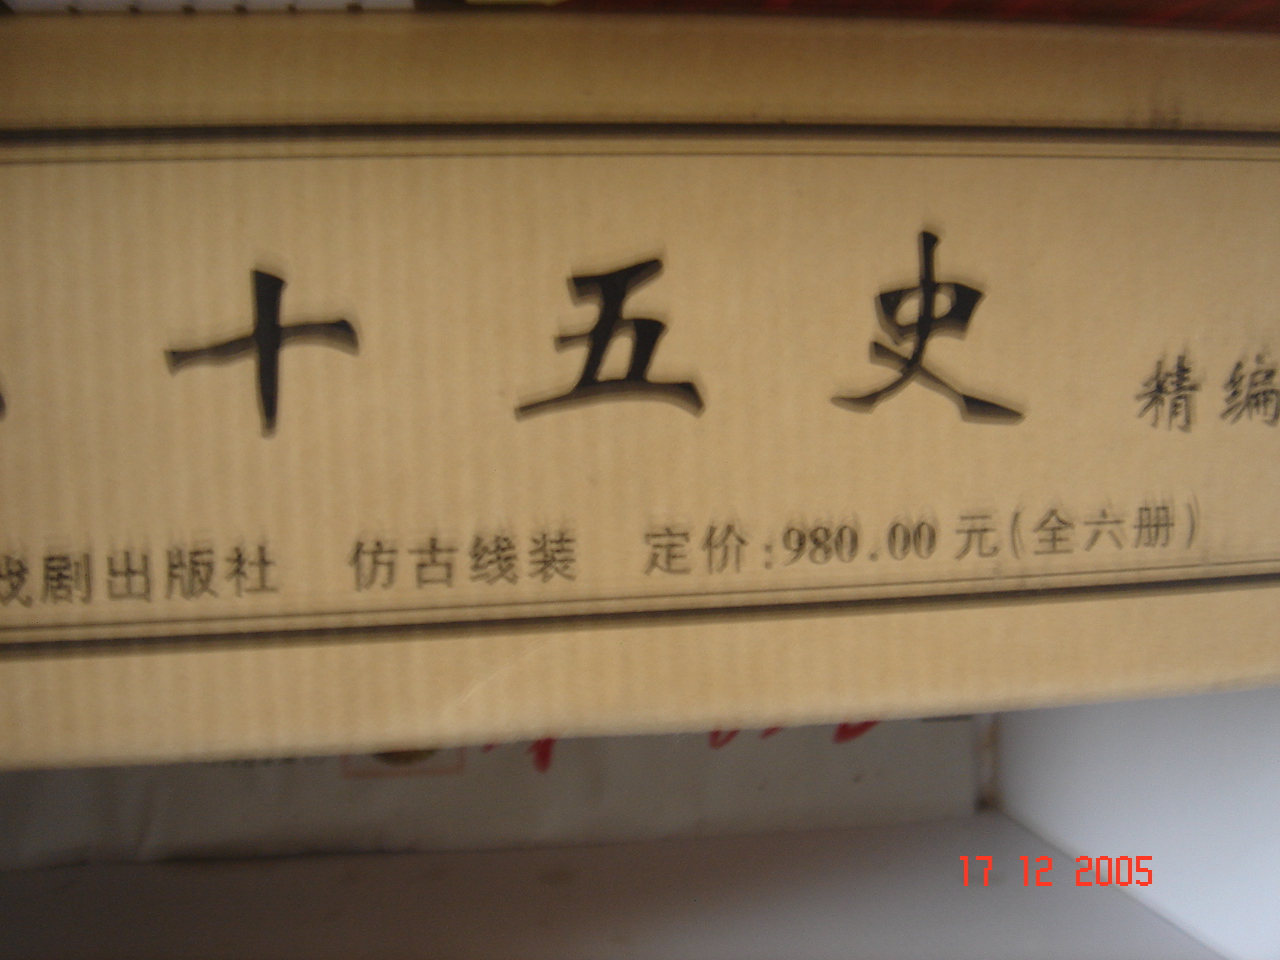 十五史 精编
戏剧出版社 仿古线装 定价:980.00元(全六册)
17 12 2005